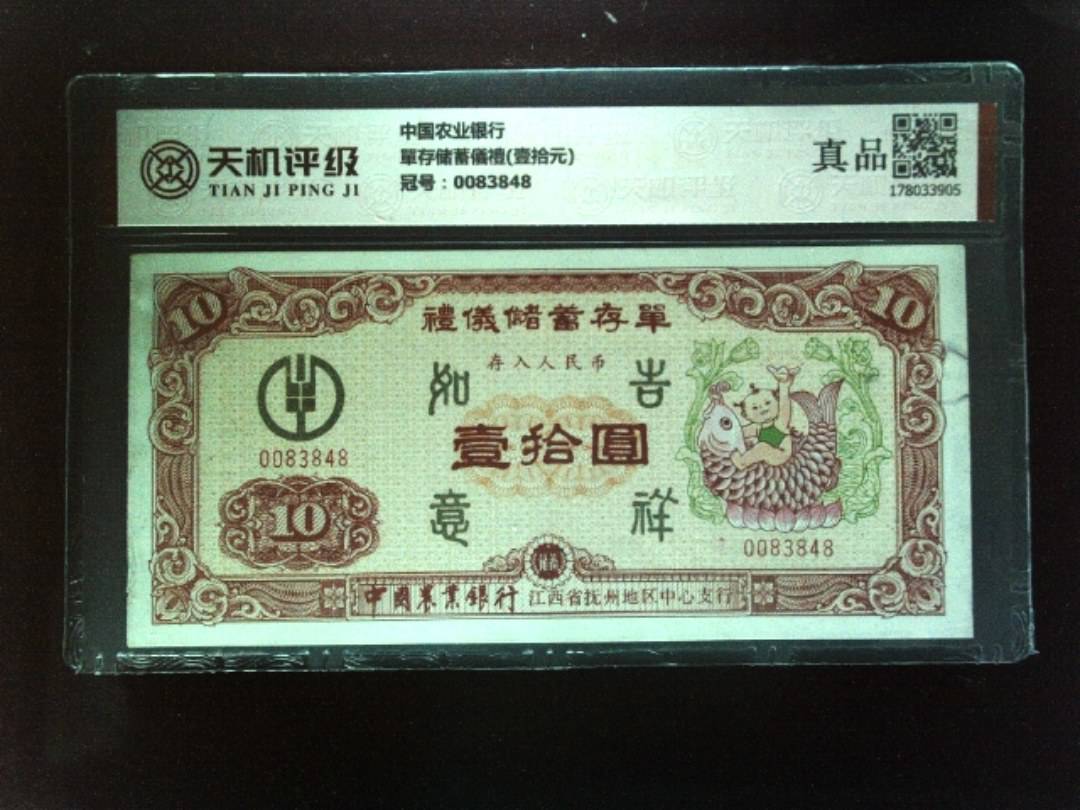 天机评级
TIAN JI PING JI
中国农业银行
單存储蓄儀禮(壹拾元)
冠号：0083848
真品
178033905
10
10
禮儀儲蓄存單
存入人民币
如
吉
壹拾圓
0083848
10
意
祥
0083848
儲蓄
中國農業銀行 江西省抚州地区中心支行